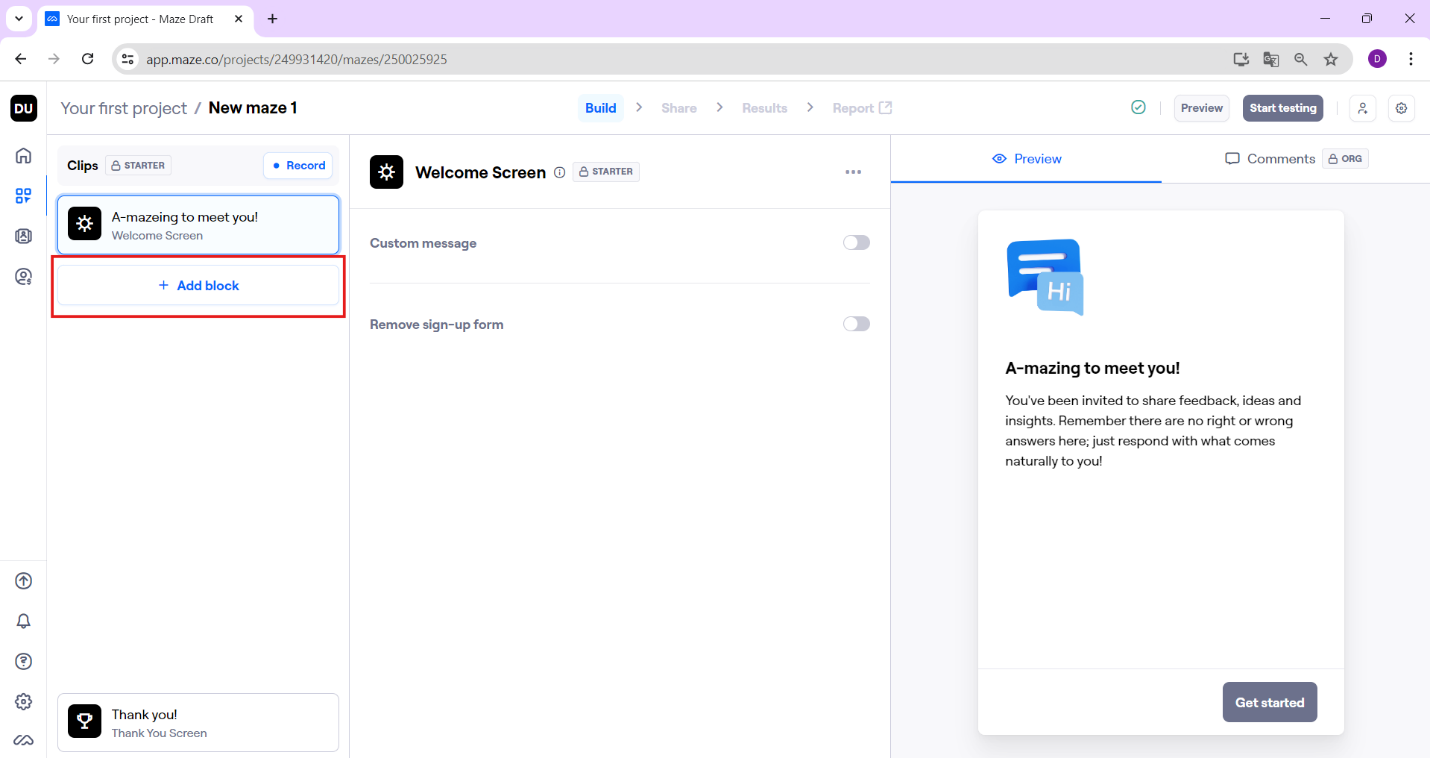 Your first project - Maze Draft
app.maze.co/projects/249931420/mazes/250025925
D
DU
Your first project / New maze 1
Build
Share
Results
Report
Preview
Start testing
Clips
STARTER
Record
A-mazeing to meet you!
Welcome Screen
+ Add block
Thank you!
Thank You Screen
Welcome Screen
STARTER
Custom message
Remove sign-up form
Preview
Comments
ORG
Hi
A-mazing to meet you!
You've been invited to share feedback, ideas and
insights. Remember there are no right or wrong
answers here; just respond with what comes
naturally to you!
Get started